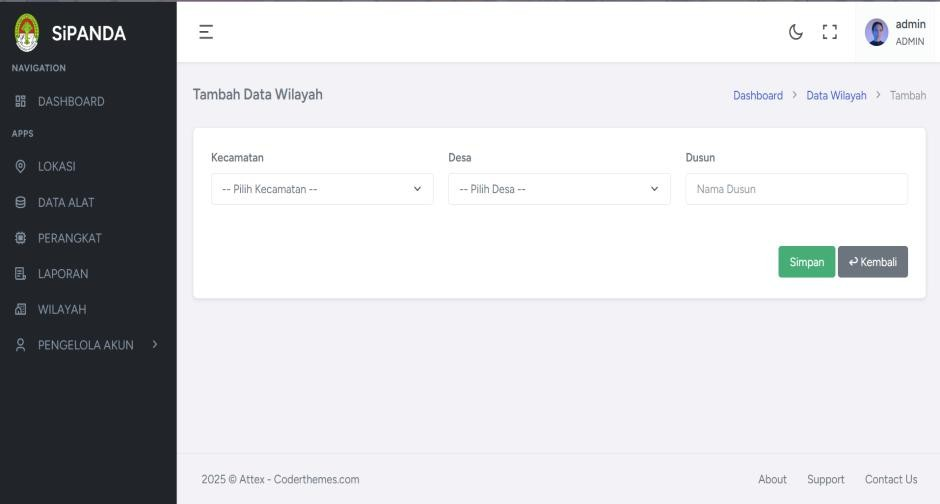 SiPANDA
admin
ADMIN
NAVIGATION
DASHBOARD
APPS
LOKASI
DATA ALAT
PERANGKAT
LAPORAN
WILAYAH
PENGELOLA AKUN
Tambah Data Wilayah
Dashboard > Data Wilayah > Tambah
Kecamatan Desa Dusun
-- Pilih Kecamatan -- -- Pilih Desa -- Nama Dusun
Simpan Kembali
2025 © Attex - Coderthemes.com About Support Contact Us